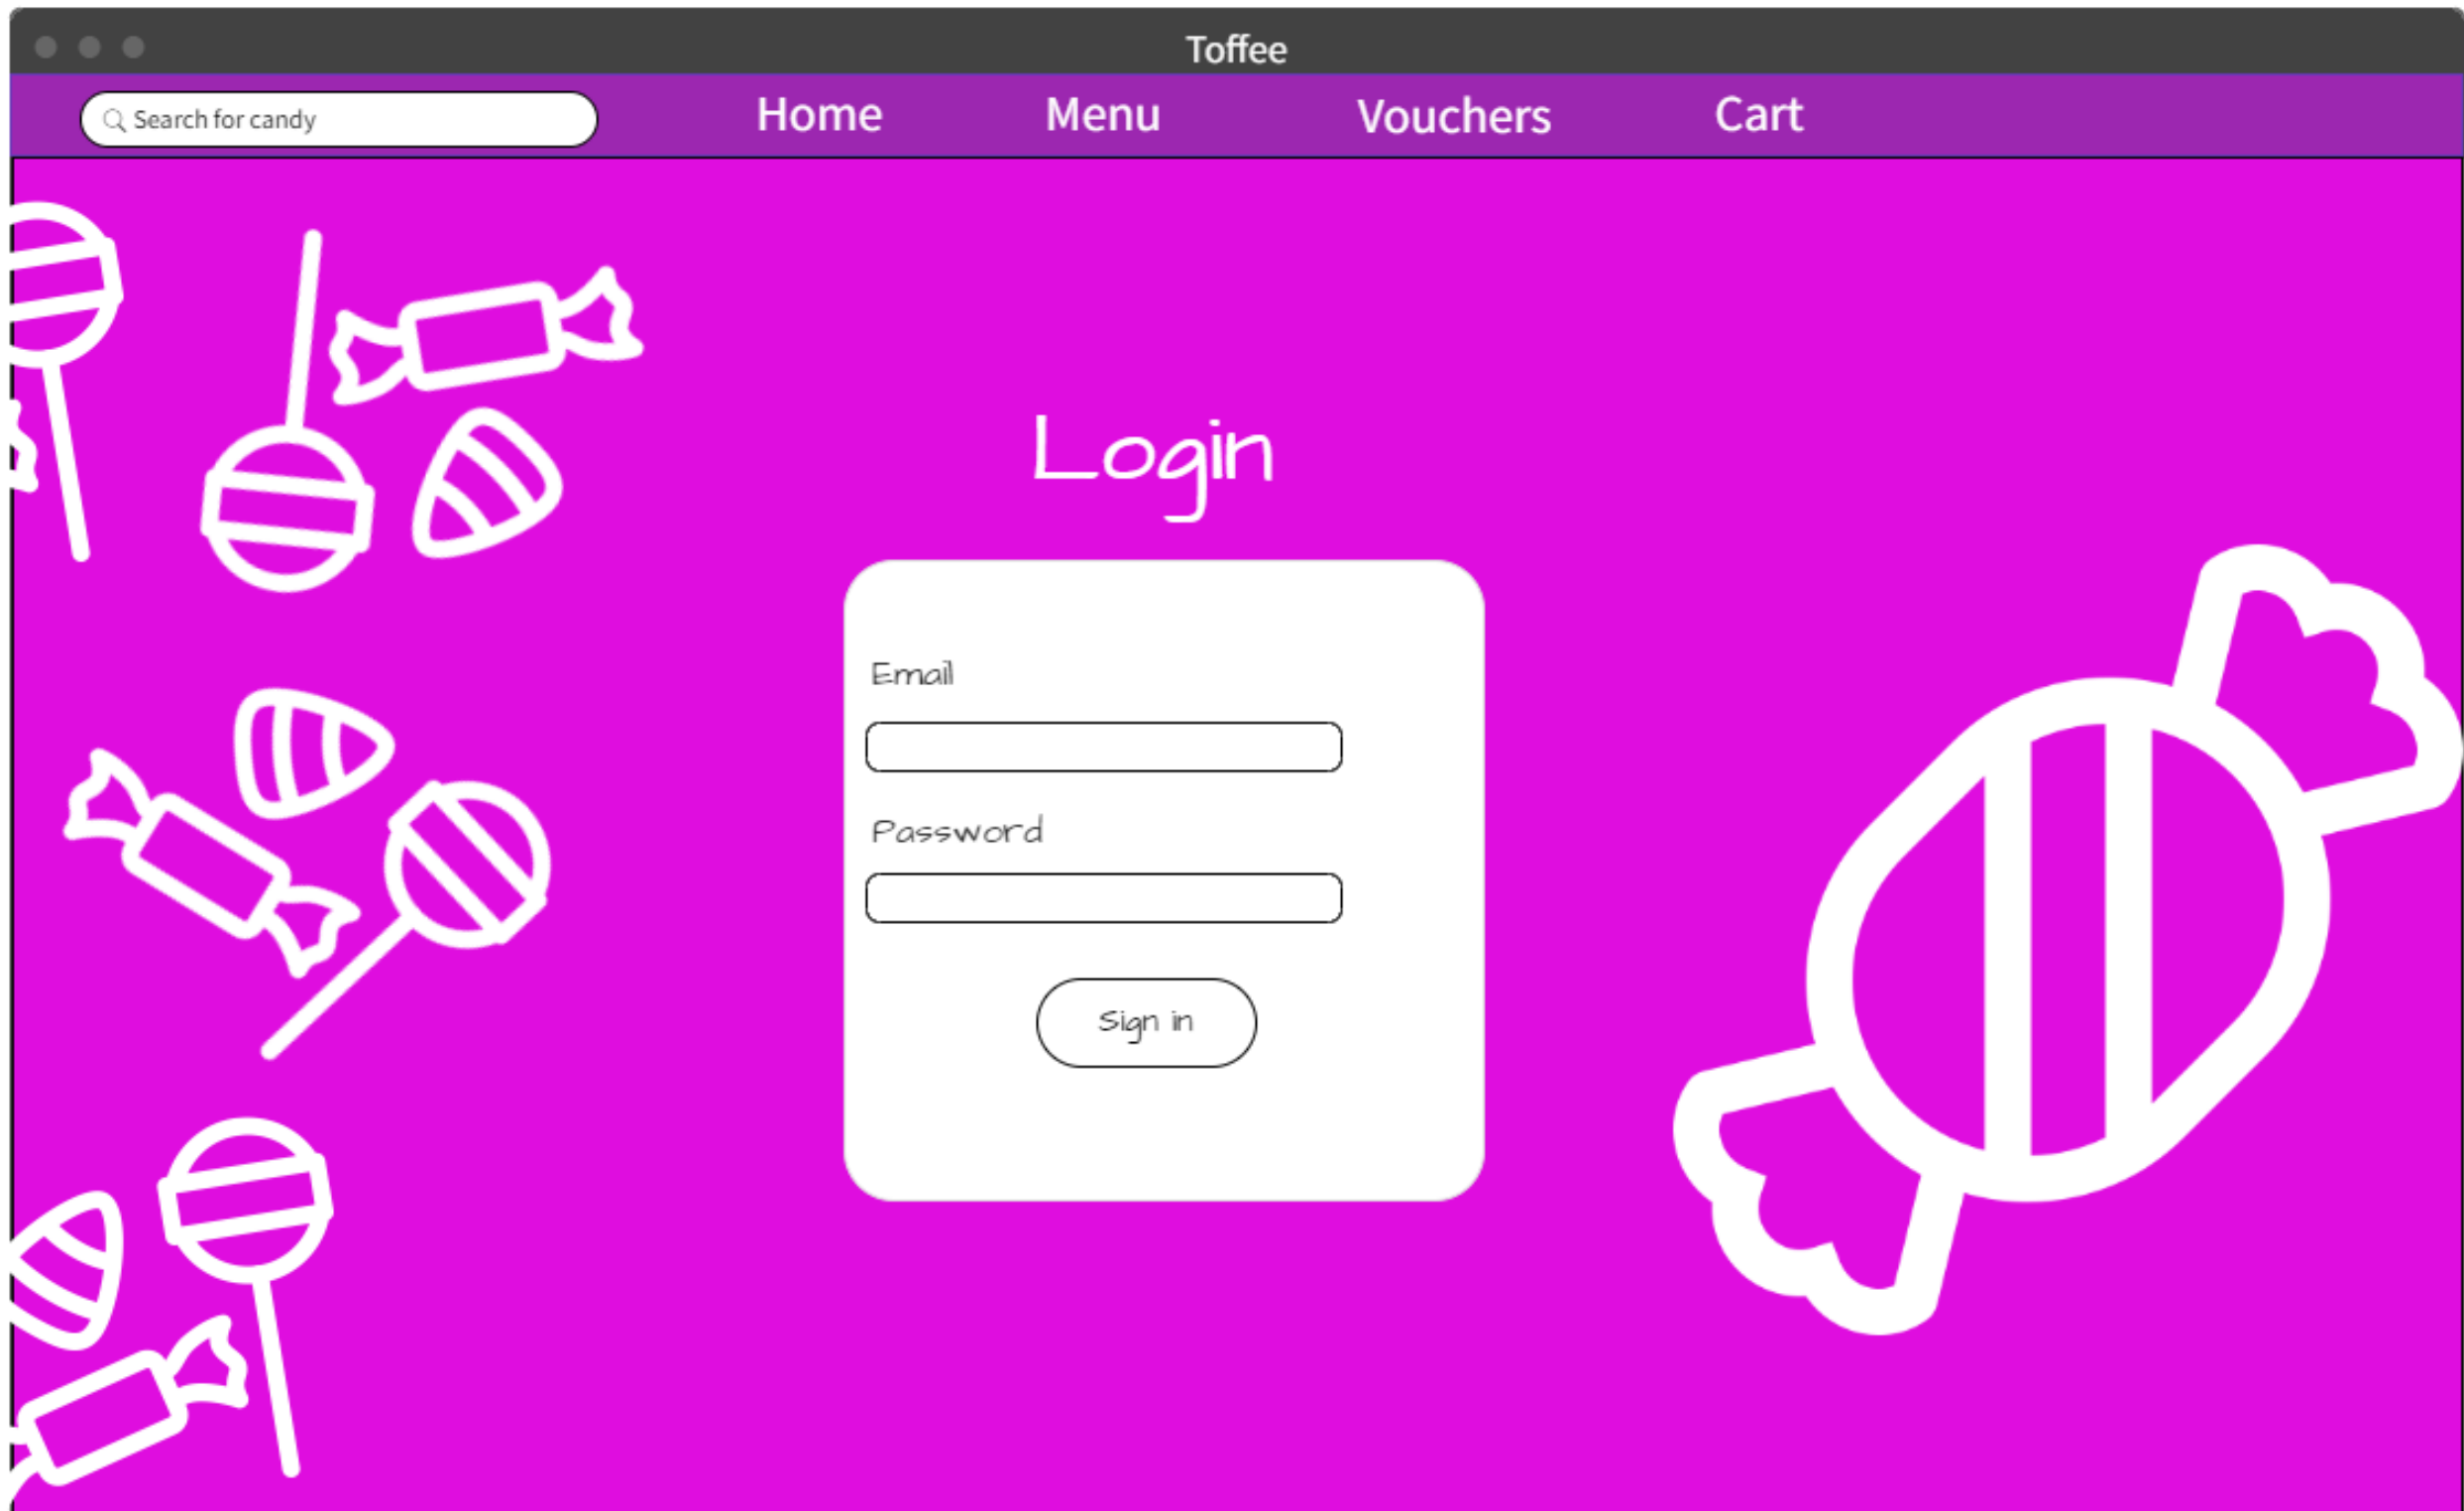 Toffee
Search for candy
Home Menu Vouchers Cart
Login
Email
Password
Sign in